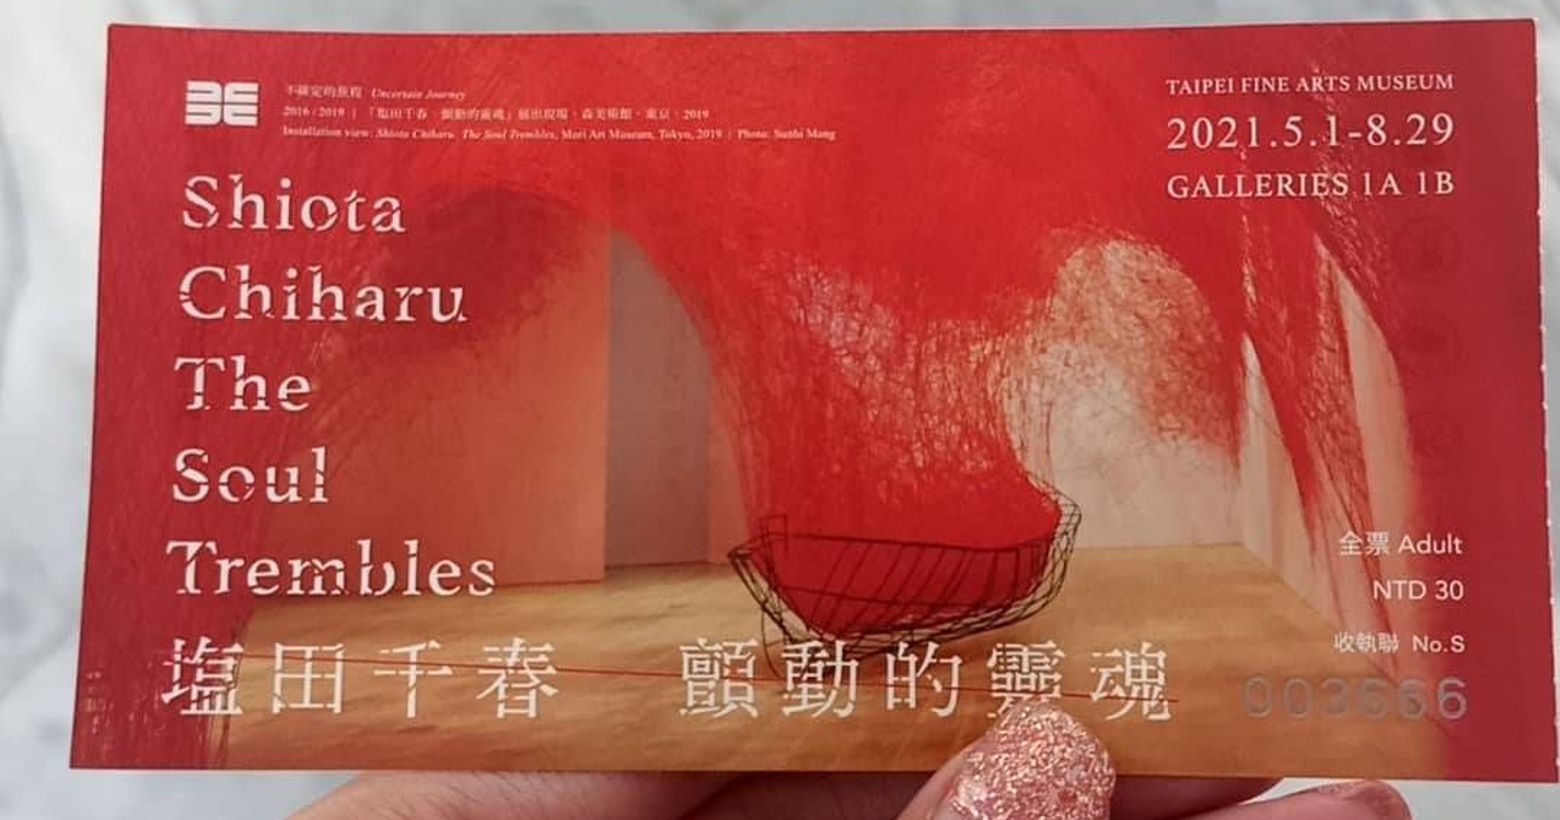 不確定的旅程 Uncertain Journey
2016 / 2019 | 「塩田千春：顫動的靈魂」展出現場，森美術館，東京，2019
Installation view: Shiota Chiharu: The Soul Trembles, Mori Art Museum, Tokyo, 2019 | Photo: Sunhi Mang
TAIPEI FINE ARTS MUSEUM
2021.5.1-8.29
GALLERIES 1A 1B
Shiota
Chiharu
The
Soul
Trembles
塩田千春 顫動的靈魂
全票 Adult
NTD 30
收執聯 No.S
003666